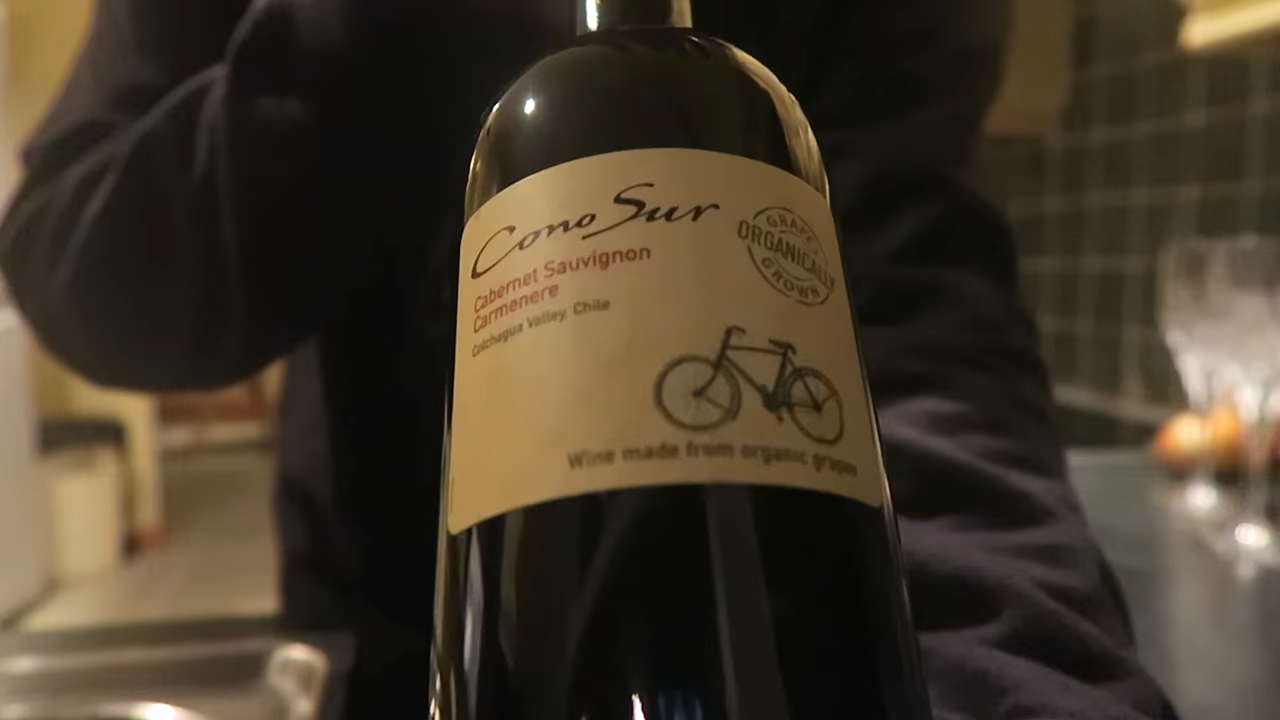 Cono Sur
Cabernet Sauvignon
Carmenere
Colchagua Valley, Chile
GRAPES
ORGANICALLY
GROWN
Wine made from organic grapes